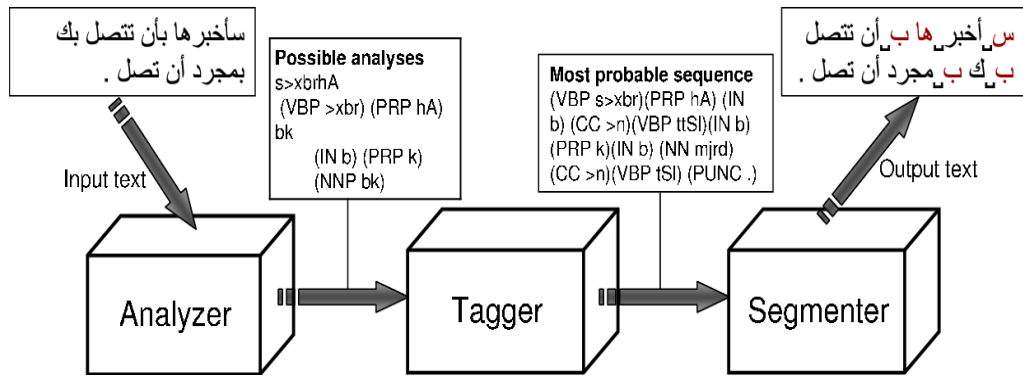 سأخبرها بأن تتصل بك
بمجرد أن تصل .
Input text
Analyzer
Possible analyses
s>xbrhA
(VBP >xbr) (PRP hA)
bk
(IN b) (PRP k)
(NNP bk)
Tagger
Most probable sequence
(VBP s>xbr)(PRP hA) (IN
b) (CC >n)(VBP ttSl)(IN b)
(PRP k)(IN b) (NN mjrd)
(CC >n)(VBP tSl) (PUNC .)
Segmenter
Output text
س␣أخبر␣ها ب␣أن تتصل
ب␣ك ب␣مجرد أن تصل .